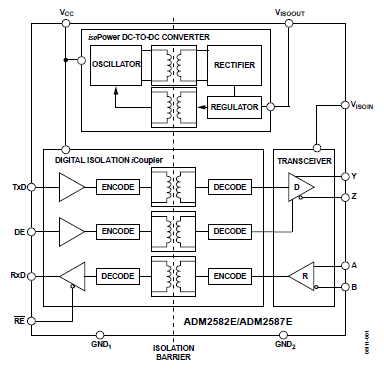 VCC
VISOOUT
isoPower DC-TO-DC CONVERTER
OSCILLATOR
RECTIFIER
REGULATOR
VISOIN
DIGITAL ISOLATION iCoupler
TRANSCEIVER
TxD
ENCODE
DECODE
D
Y
Z
DE
ENCODE
DECODE
RxD
DECODE
ENCODE
R
A
B
RE
ADM2582E/ADM2587E
GND1
ISOLATION
BARRIER
GND2